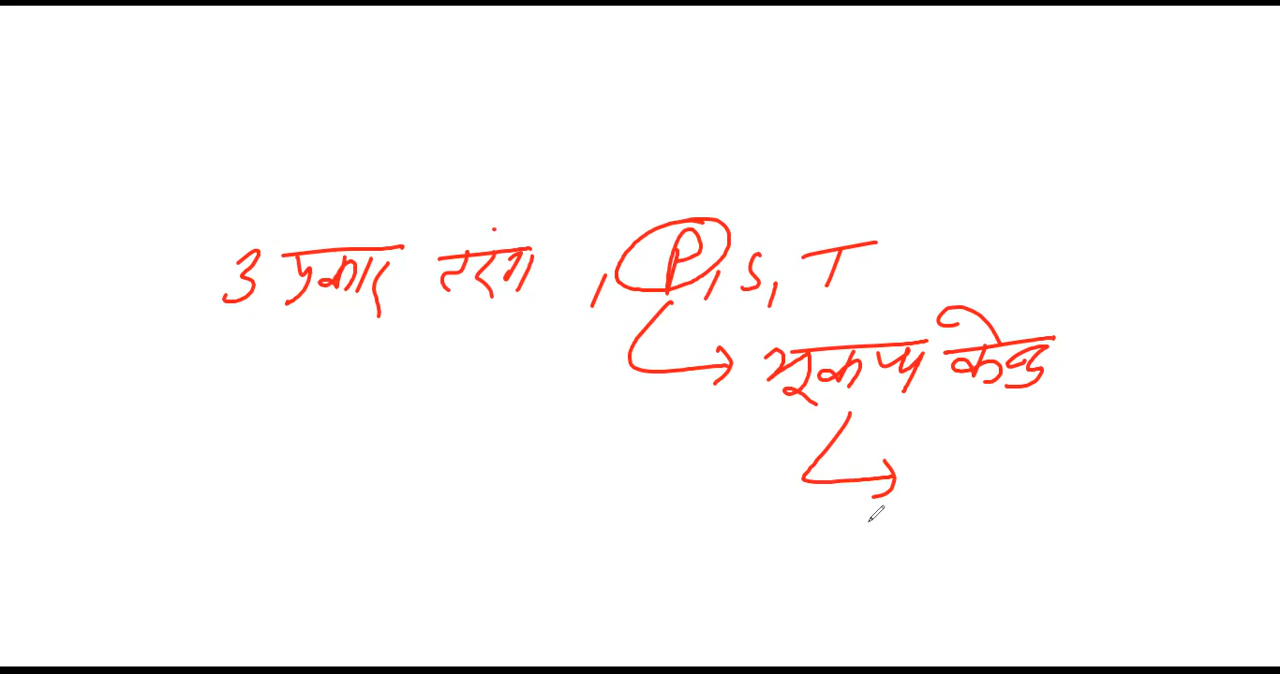 3 प्रकार तरंग , P, S, T
भूकम्प केन्द्र